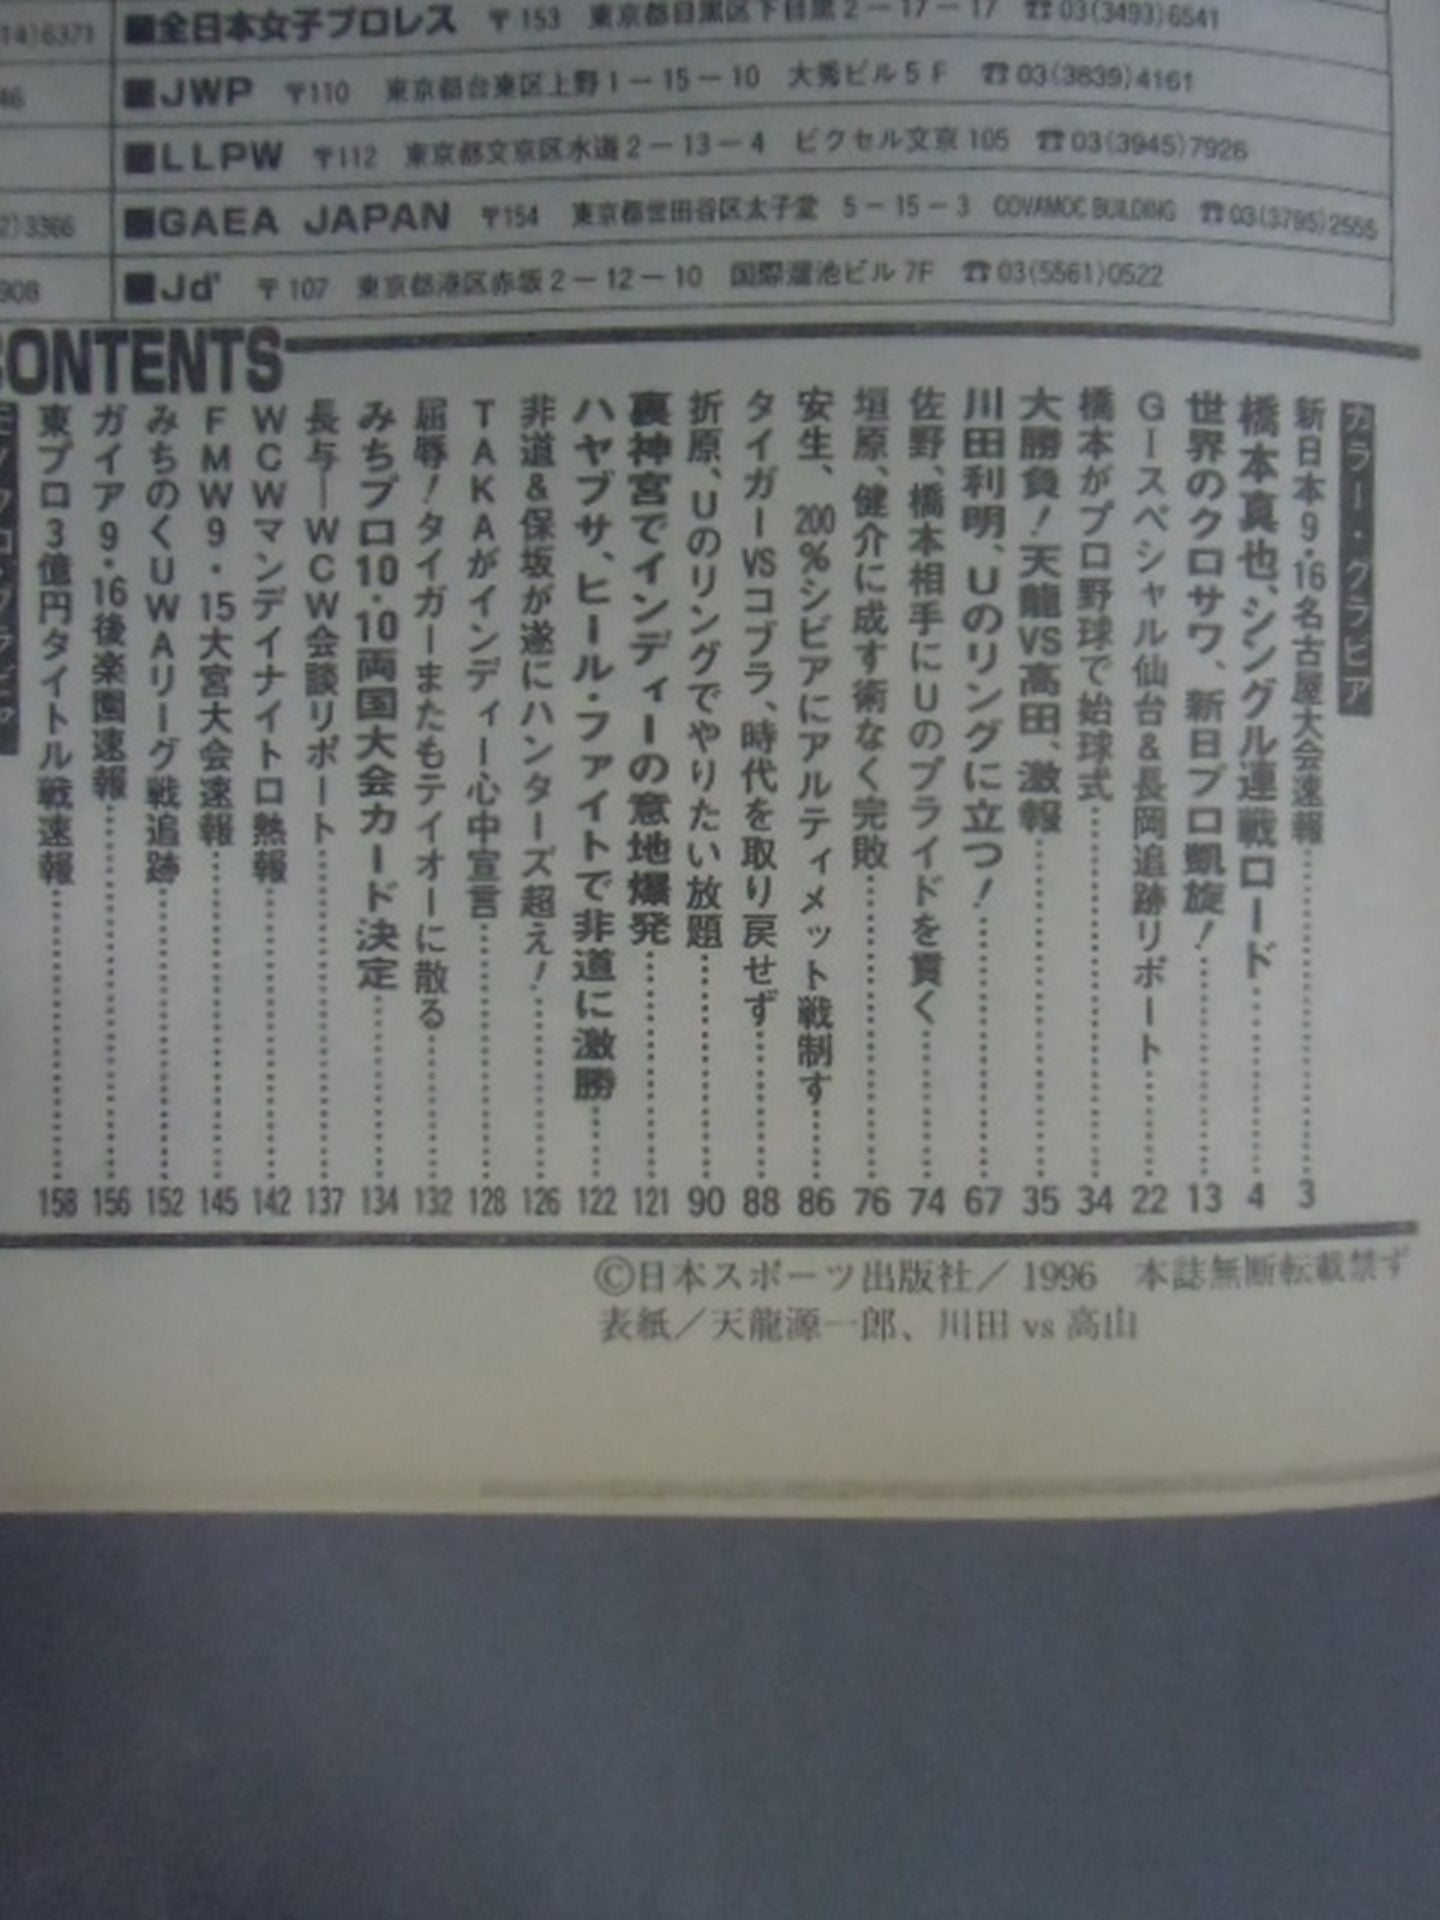 14)6371
■全日本女子プロレス 〒153 東京都目黒区下目黒2－17－17 ☎03(3493)6541
46
■JWP 〒110 東京都台東区上野1－15－10 大秀ビル5F ☎03(3839)4161
■LLPW 〒112 東京都文京区水道2－13－4 ビクセル文京105 ☎03(3945)7926
2)3366
■GAEA JAPAN 〒154 東京都世田谷区太子堂 5－15－3 COVAMOC BUILDING ☎03(3795)2555
908
■Jd' 〒107 東京都港区赤坂2－12－10 国際溜池ビル7F ☎03(5561)0522
CONTENTS
カラー・グラビア
新日本9・16名古屋大会速報……3
橋本真也、シングル連戦ロード……4
世界のクロサワ、新日プロ凱旋！……13
G－スペシャル仙台&長岡追跡リポート……22
橋本がプロ野球で始球式……34
大勝負！天龍VS高田、激報……35
川田利明、Uのリングに立つ！……67
佐野、橋本相手にUのプライドを貫く……74
垣原、健介に成す術なく完敗……76
安生、200％シビアにアルティメット戦制す……86
タイガーVSコブラ、時代を取り戻せず……88
折原、Uのリングでやりたい放題……90
裏神宮でインディーの意地爆発……121
ハヤブサ、ヒール・ファイトで非道に激勝……122
非道&保坂が遂にハンターズ超え！……126
TAKAがインディー心中宣言……128
屈辱！タイガーまたもテイオーに散る……132
みちプロ10・10両国大会カード決定……134
長与―WCW会談リポート……137
WCWマンデイナイトロ熱報……142
FMW9・15大宮大会速報……145
みちのくUWAリーグ戦追跡……152
ガイア9・16後楽園速報……156
東プロ3億円タイトル戦速報……158
©日本スポーツ出版社／1996 本誌無断転載禁ず
表紙／天龍源一郎、川田 vs 高山